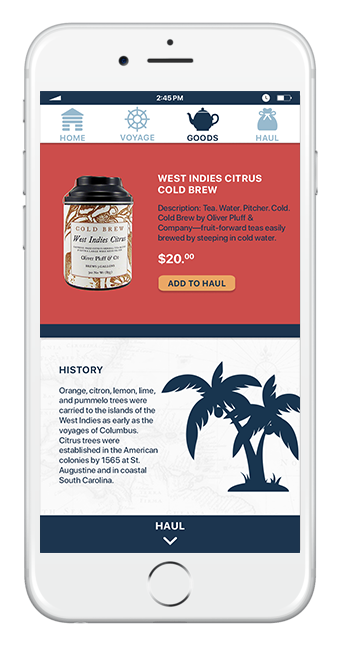 2:45 PM
HOME VOYAGE GOODS HAUL
WEST INDIES CITRUS
COLD BREW
Description: Tea. Water. Pitcher. Cold.
Cold Brew by Oliver Pluff &
Company—fruit-forward teas easily
brewed by steeping in cold water.
$20.00
ADD TO HAUL
COLD BREW
West Indies Citrus
Oliver Pluff & Co
HISTORY
Orange, citron, lemon, lime,
and pummelo trees were
carried to the islands of the
West Indies as early as the
voyages of Columbus.
Citrus trees were
established in the American
colonies by 1565 at St.
Augustine and in coastal
South Carolina.
HAUL